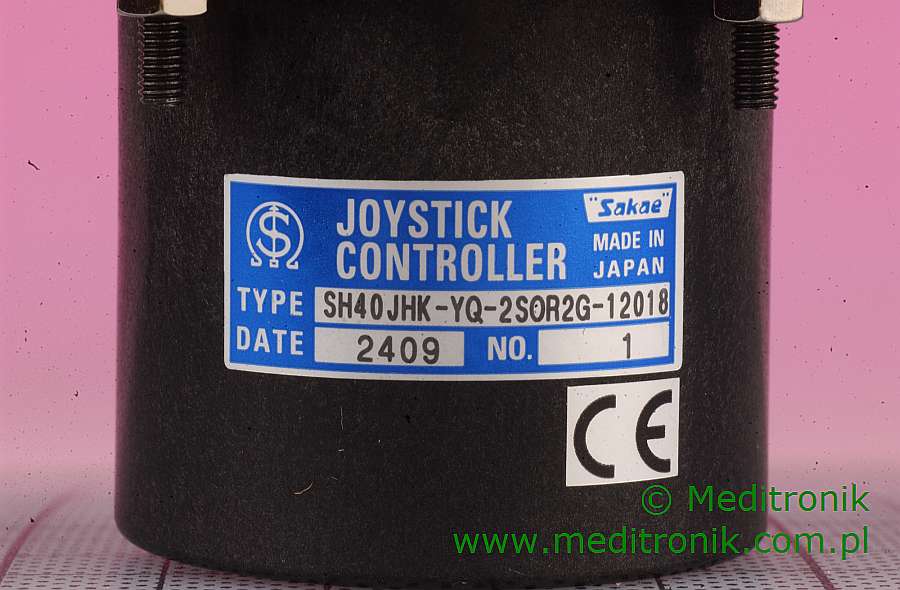 "Sakae"
JOYSTICK
CONTROLLER
MADE IN
JAPAN
TYPE SH40JHK-YQ-2SOR2G-12018
DATE 2409 NO. 1
CE
© Meditronik
www.meditronik.com.pl